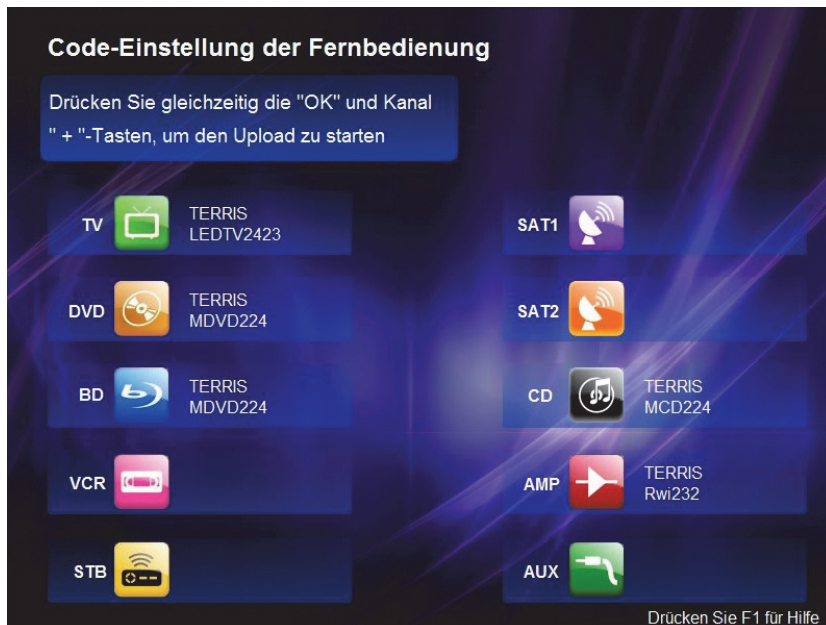 Code-Einstellung der Fernbedienung
Drücken Sie gleichzeitig die "OK" und Kanal
" + "-Tasten, um den Upload zu starten
TV
TERRIS
LEDTV2423
DVD
TERRIS
MDVD224
BD
TERRIS
MDVD224
VCR
STB
SAT1
SAT2
CD
TERRIS
MCD224
AMP
TERRIS
Rwi232
AUX
Drücken Sie F1 für Hilfe